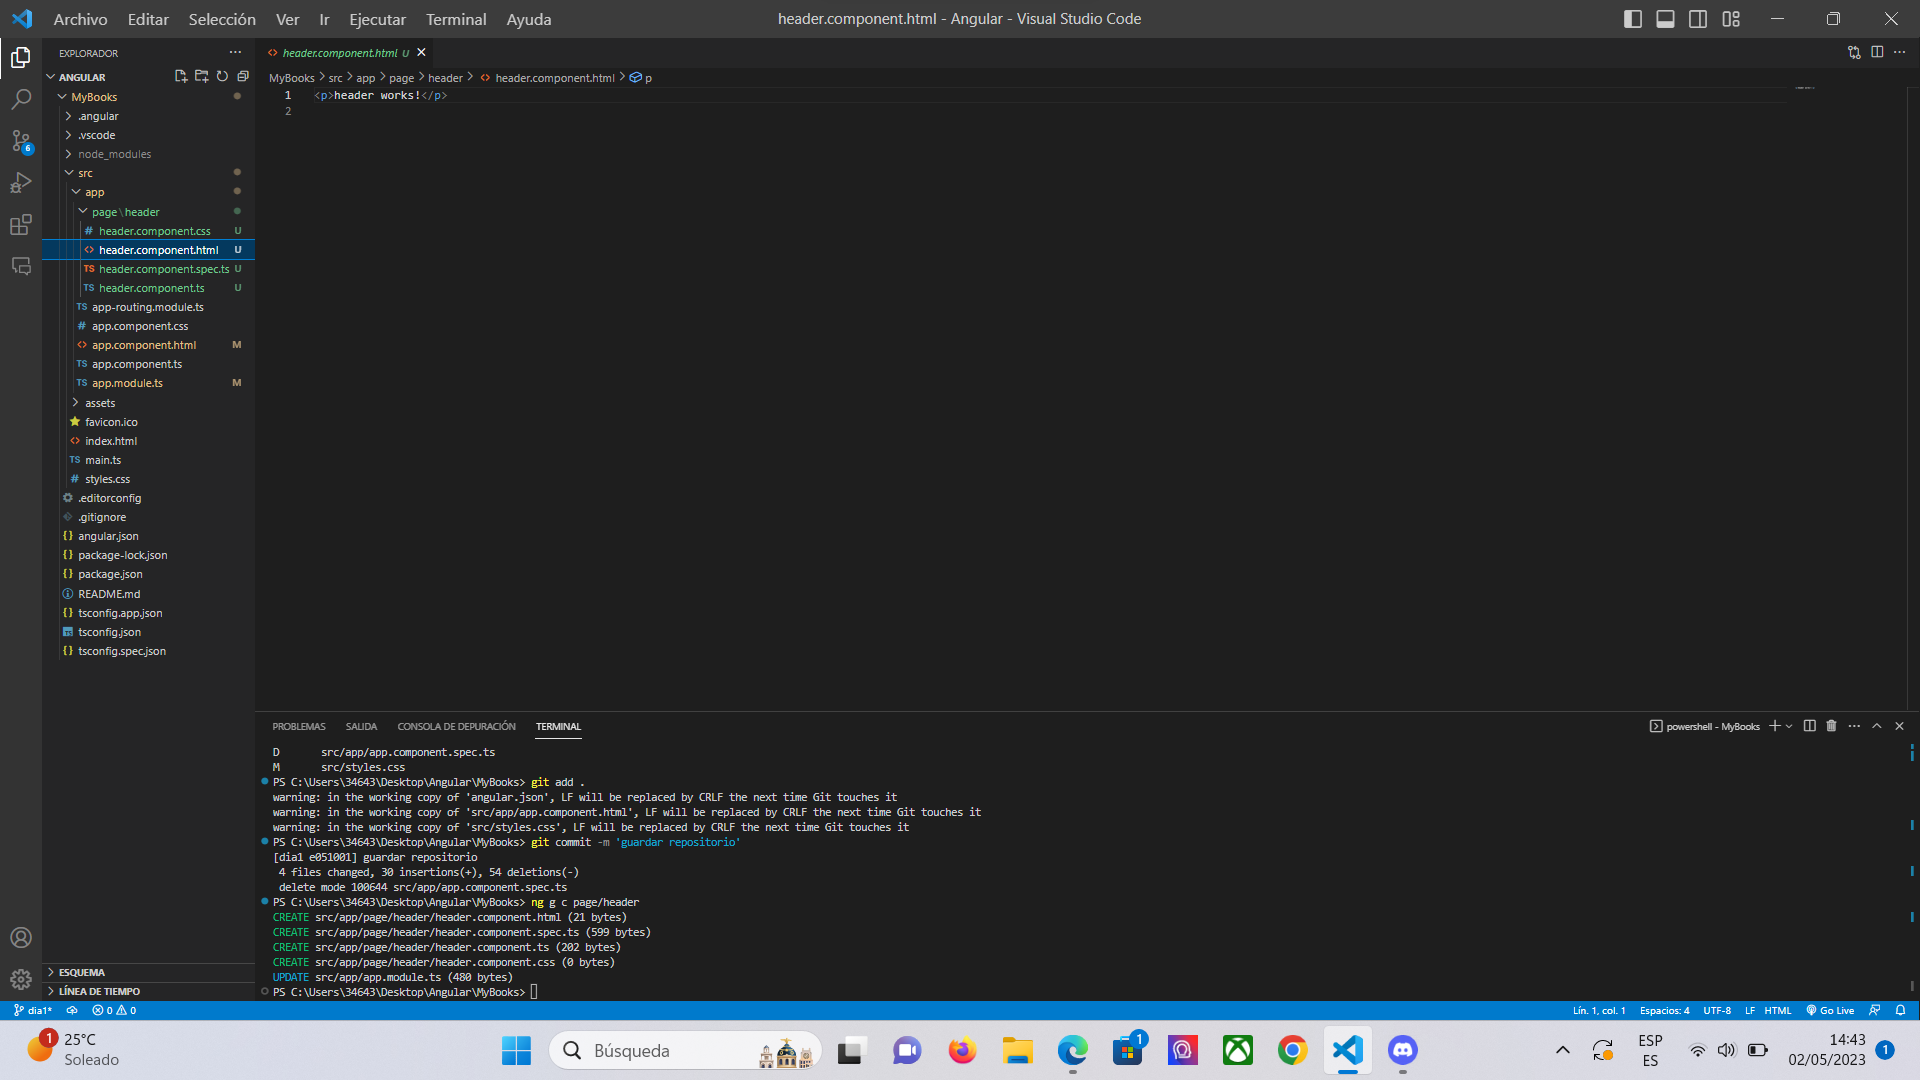 Archivo Editar Selección Ver Ir Ejecutar Terminal Ayuda
header.component.html - Angular - Visual Studio Code
EXPLORADOR
ANGULAR
MyBooks
.angular
.vscode
node_modules
src
app
page\header
header.component.css U
header.component.html U
header.component.spec.ts U
header.component.ts U
app-routing.module.ts
app.component.css
app.component.html M
app.component.ts
app.module.ts M
assets
favicon.ico
index.html
main.ts
styles.css
.editorconfig
.gitignore
angular.json
package-lock.json
package.json
README.md
tsconfig.app.json
tsconfig.json
tsconfig.spec.json
ESQUEMA
LÍNEA DE TIEMPO
6
header.component.html U
MyBooks > src > app > page > header > header.component.html > p
1 <p>header works!</p>
2
PROBLEMAS SALIDA CONSOLA DE DEPURACIÓN TERMINAL
powershell - MyBooks
D src/app/app.component.spec.ts
M src/styles.css
PS C:\Users\34643\Desktop\Angular\MyBooks> git add .
warning: in the working copy of 'angular.json', LF will be replaced by CRLF the next time Git touches it
warning: in the working copy of 'src/app/app.component.html', LF will be replaced by CRLF the next time Git touches it
warning: in the working copy of 'src/styles.css', LF will be replaced by CRLF the next time Git touches it
PS C:\Users\34643\Desktop\Angular\MyBooks> git commit -m 'guardar repositorio'
[dia1 e051001] guardar repositorio
4 files changed, 30 insertions(+), 54 deletions(-)
delete mode 100644 src/app/app.component.spec.ts
PS C:\Users\34643\Desktop\Angular\MyBooks> ng g c page/header
CREATE src/app/page/header/header.component.html (21 bytes)
CREATE src/app/page/header/header.component.spec.ts (599 bytes)
CREATE src/app/page/header/header.component.ts (202 bytes)
CREATE src/app/page/header/header.component.css (0 bytes)
UPDATE src/app/app.module.ts (480 bytes)
PS C:\Users\34643\Desktop\Angular\MyBooks>
dia1* 0 0
Lín. 1, col. 1 Espacios: 4 UTF-8 LF HTML Go Live
1
25°C
Soleado
Búsqueda
1
ESP
ES
14:43
02/05/2023
1